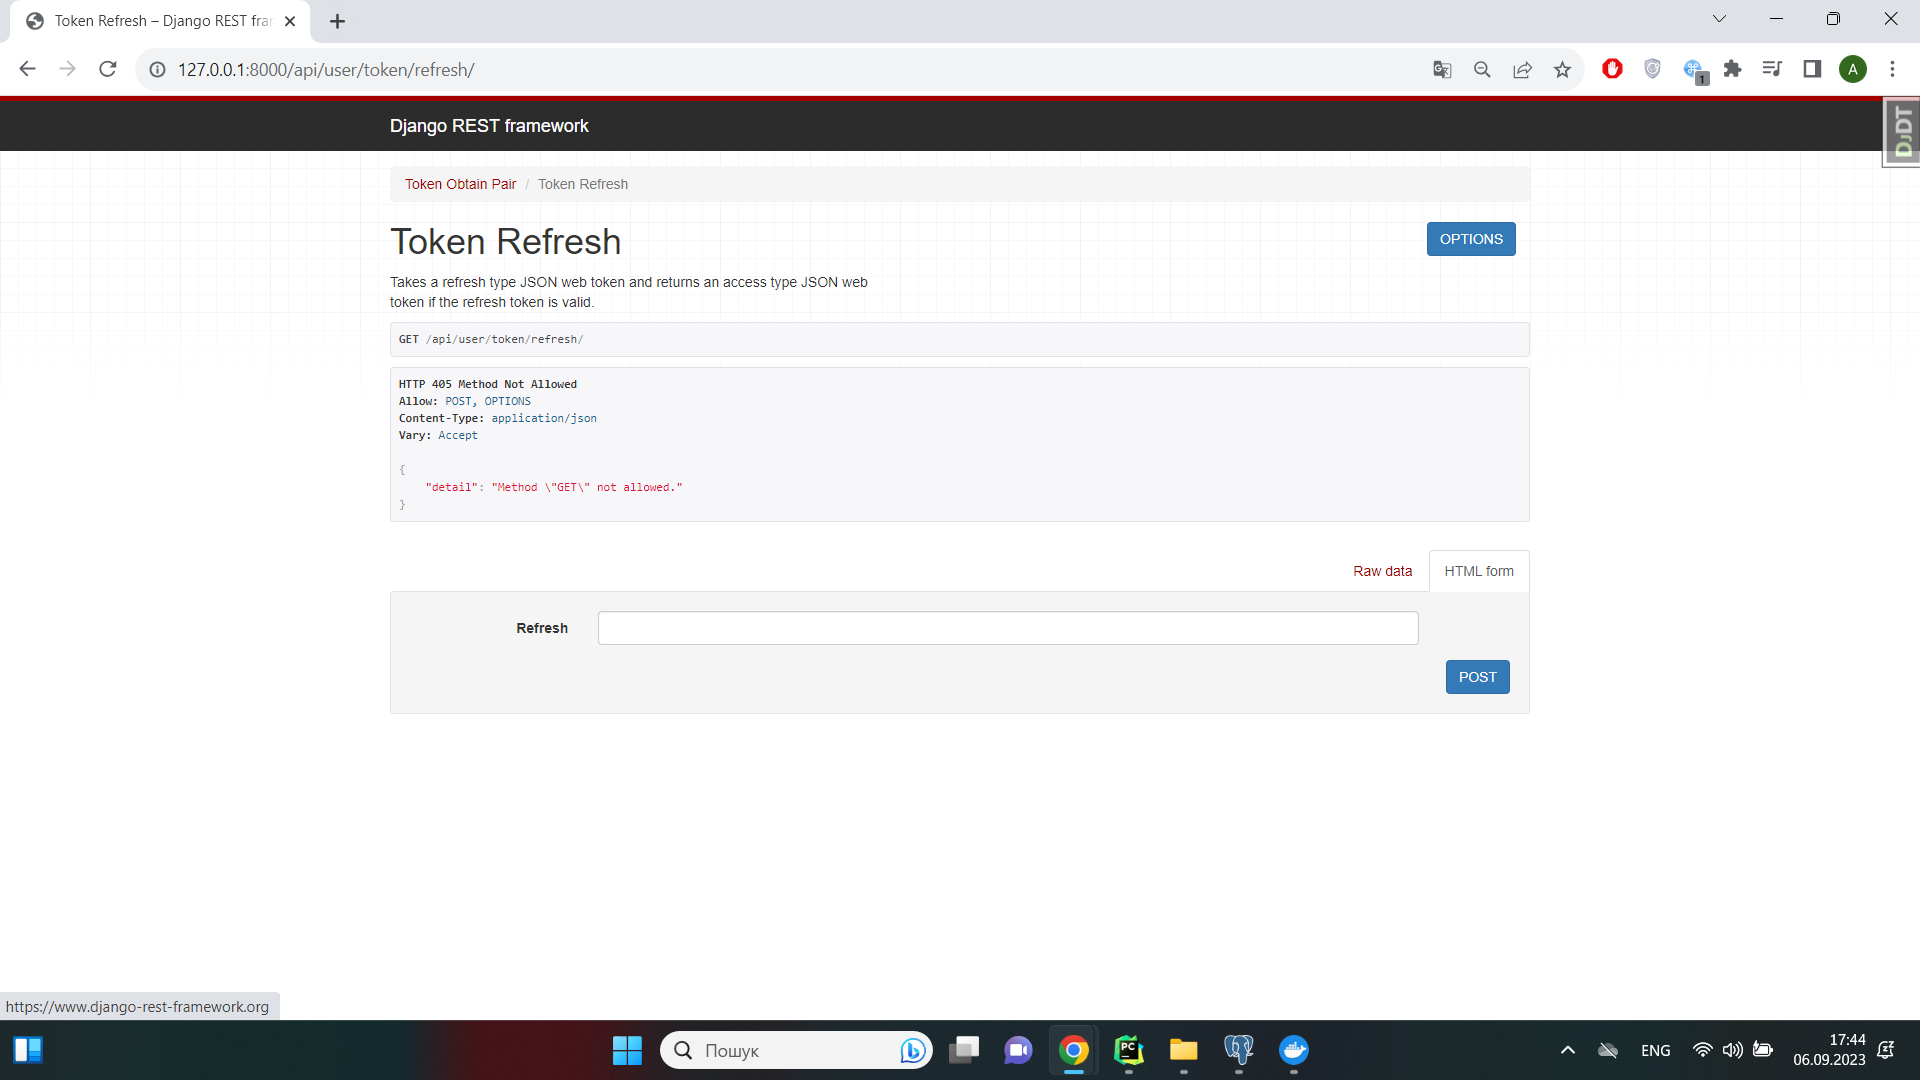 Token Refresh – Django REST fra
127.0.0.1:8000/api/user/token/refresh/
1
A
Django REST framework
DjDT
Token Obtain Pair / Token Refresh
Token Refresh
OPTIONS
Takes a refresh type JSON web token and returns an access type JSON web
token if the refresh token is valid.
GET /api/user/token/refresh/
HTTP 405 Method Not Allowed
Allow: POST, OPTIONS
Content-Type: application/json
Vary: Accept
{
"detail": "Method \"GET\" not allowed."
}
Raw data
HTML form
Refresh
POST
https://www.django-rest-framework.org
Пошук
PC
ENG
17:44
06.09.2023